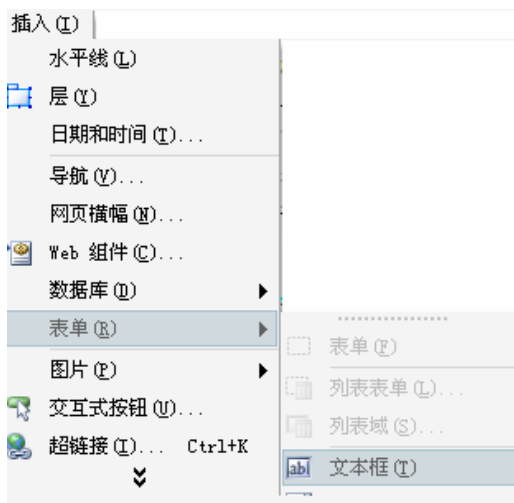 插入(I)
水平线(L)
层(Y)
日期和时间(T)...
导航(V)...
网页横幅(N)...
Web 组件(C)...
数据库(D)
表单(R)
图片(P)
交互式按钮(U)...
超链接(I)... Ctrl+K
表单(F)
列表表单(L)...
列表域(S)...
ab 文本框(T)